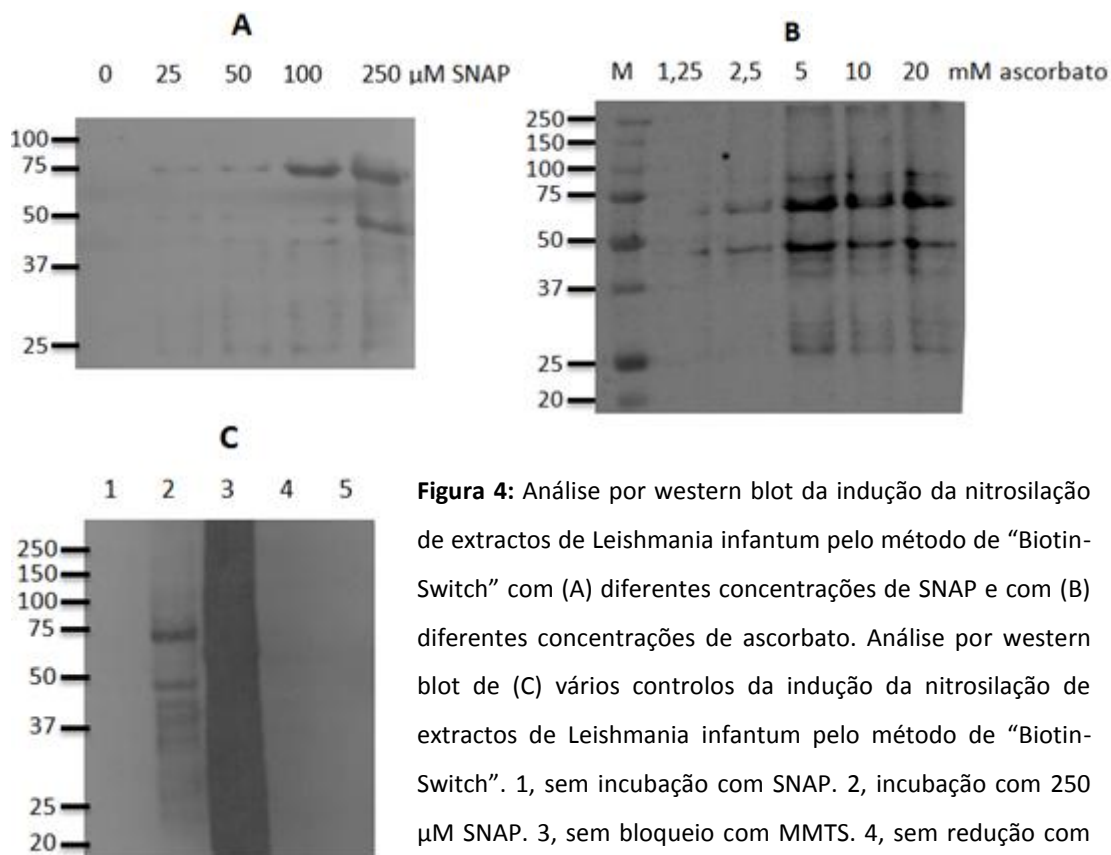 A
0 25 50 100 250 µM SNAP
100
75
50
37
25
B
M 1,25 2,5 5 10 20 mM ascorbato
250
150
100
75
50
37
25
20
C
1 2 3 4 5
250
150
100
75
50
37
25
20
Figura 4: Análise por western blot da indução da nitrosilação
de extractos de Leishmania infantum pelo método de “Biotin-
Switch” com (A) diferentes concentrações de SNAP e com (B)
diferentes concentrações de ascorbato. Análise por western
blot de (C) vários controlos da indução da nitrosilação de
extractos de Leishmania infantum pelo método de “Biotin-
Switch”. 1, sem incubação com SNAP. 2, incubação com 250
µM SNAP. 3, sem bloqueio com MMTS. 4, sem redução com